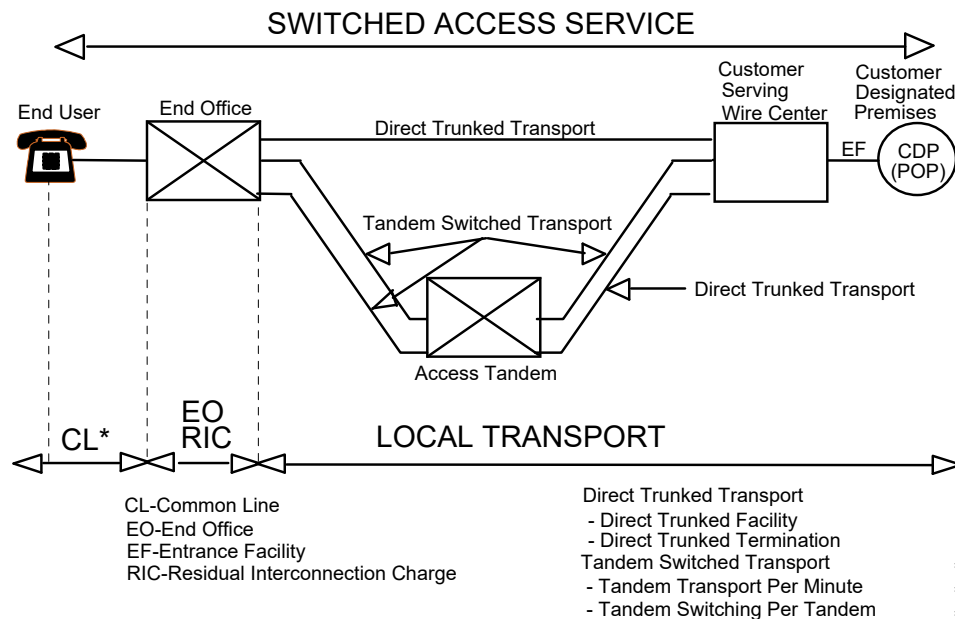 SWITCHED ACCESS SERVICE
End User
End Office
Direct Trunked Transport
Customer
Serving
Wire Center
Customer
Designated
Premises
EF
CDP
(POP)
Tandem Switched Transport
Direct Trunked Transport
Access Tandem
CL*
EO
RIC
LOCAL TRANSPORT
CL-Common Line
EO-End Office
EF-Entrance Facility
RIC-Residual Interconnection Charge
Direct Trunked Transport
- Direct Trunked Facility
- Direct Trunked Termination
Tandem Switched Transport
- Tandem Transport Per Minute
- Tandem Switching Per Tandem